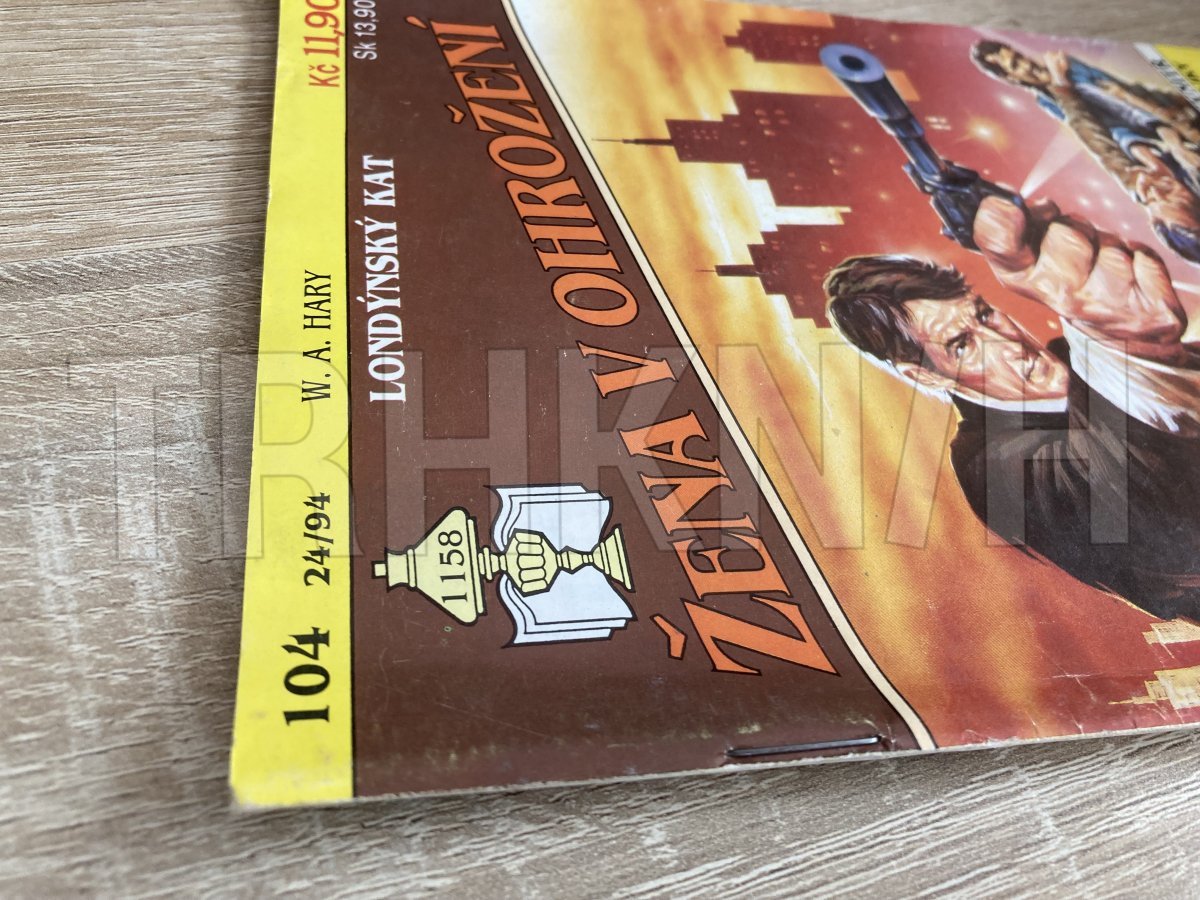 104 24/94 W. A. HARY Kč 11,90
Sk 13,90
LONDÝNSKÝ KAT
1158
ŽENA V OHROŽENÍ
TRHKNIH